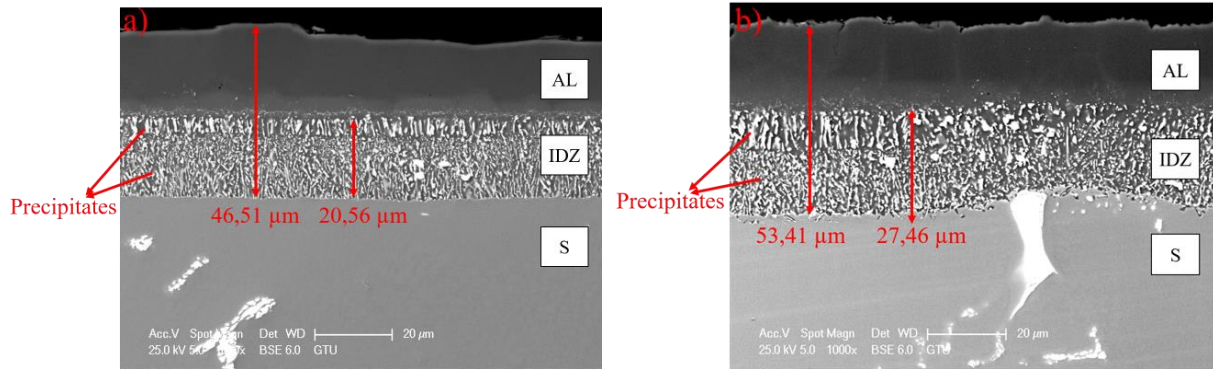 a)
AL
IDZ
Precipitates
46,51 µm
20,56 µm
S
Acc.V Spot Magn Det WD
20 µm
25.0 kV 5.0 BSE 6.0 GTU
b)
AL
IDZ
Precipitates
53,41 µm
27,46 µm
S
Acc.V Spot Magn Det WD
20 µm
25.0 kV 5.0 1000x BSE 6.0 GTU